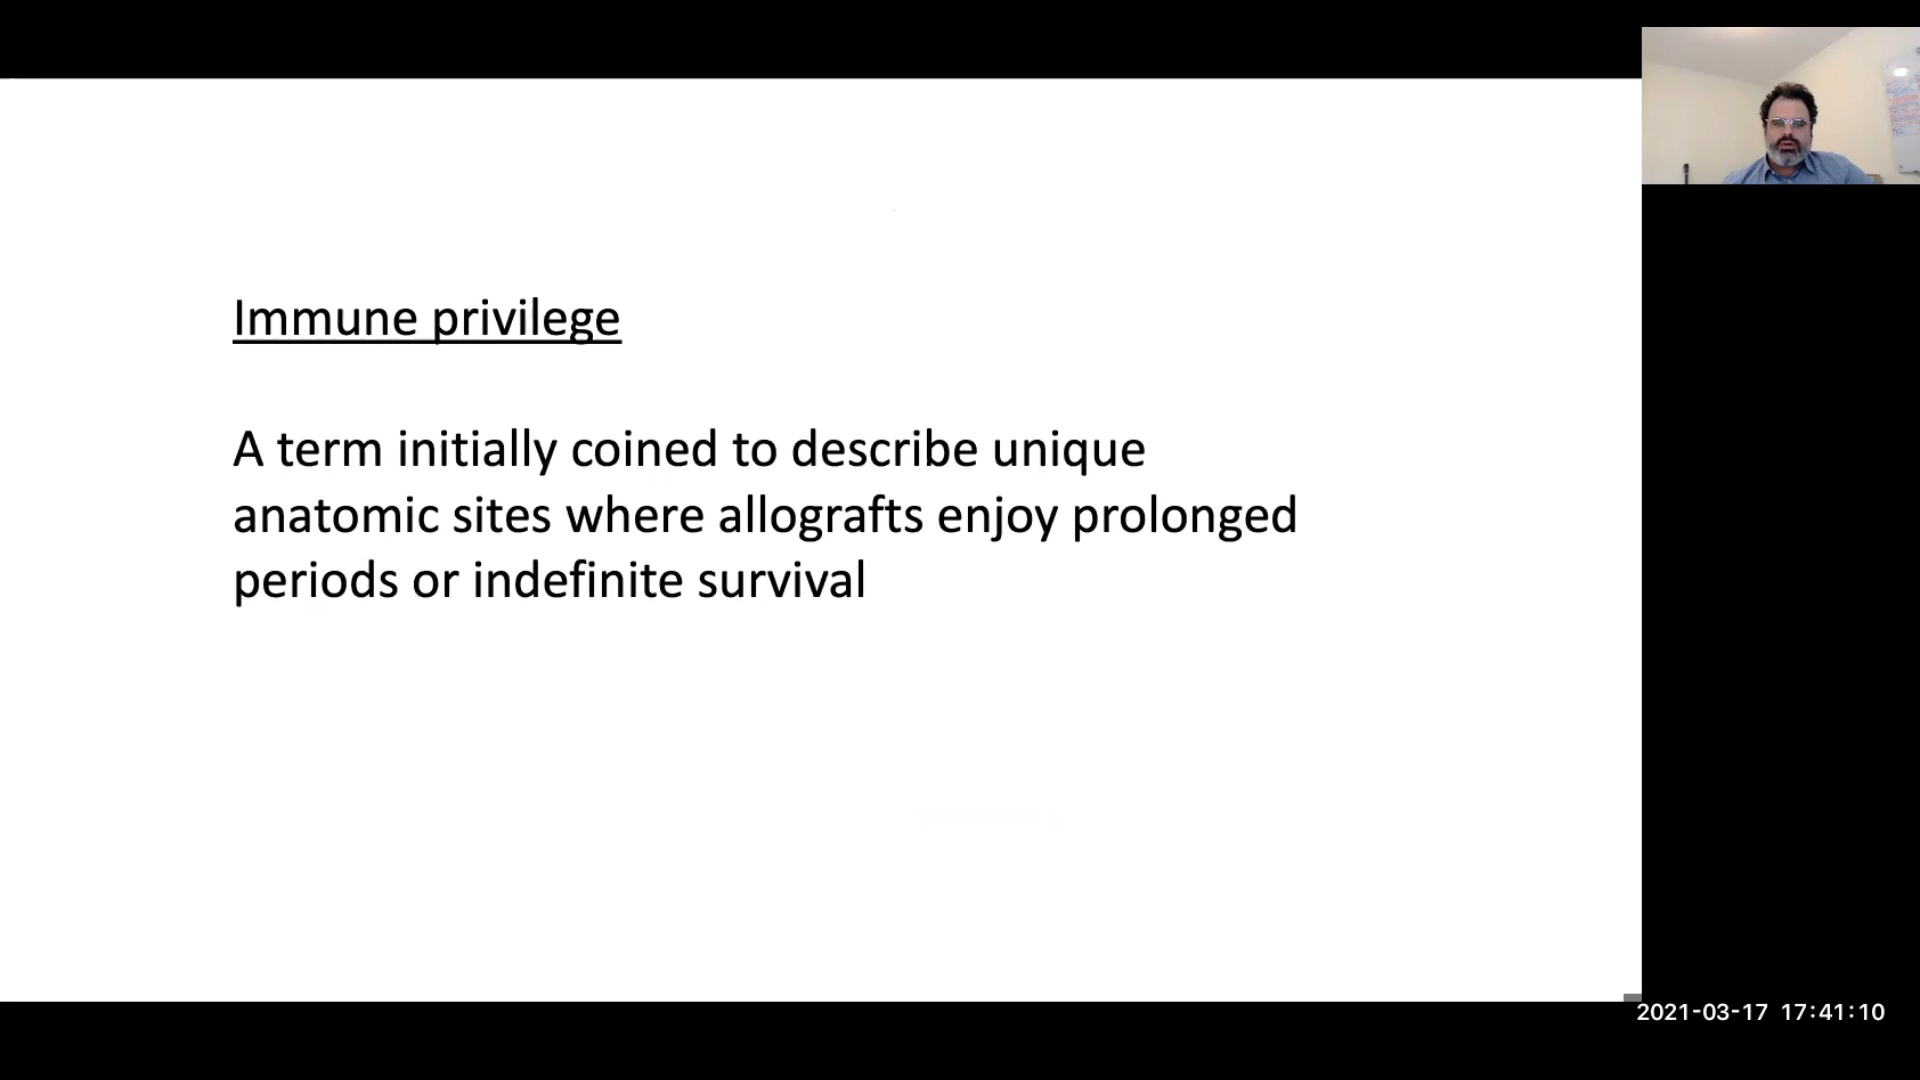 Immune privilege
A term initially coined to describe unique
anatomic sites where allografts enjoy prolonged
periods or indefinite survival
2021-03-17 17:41:10